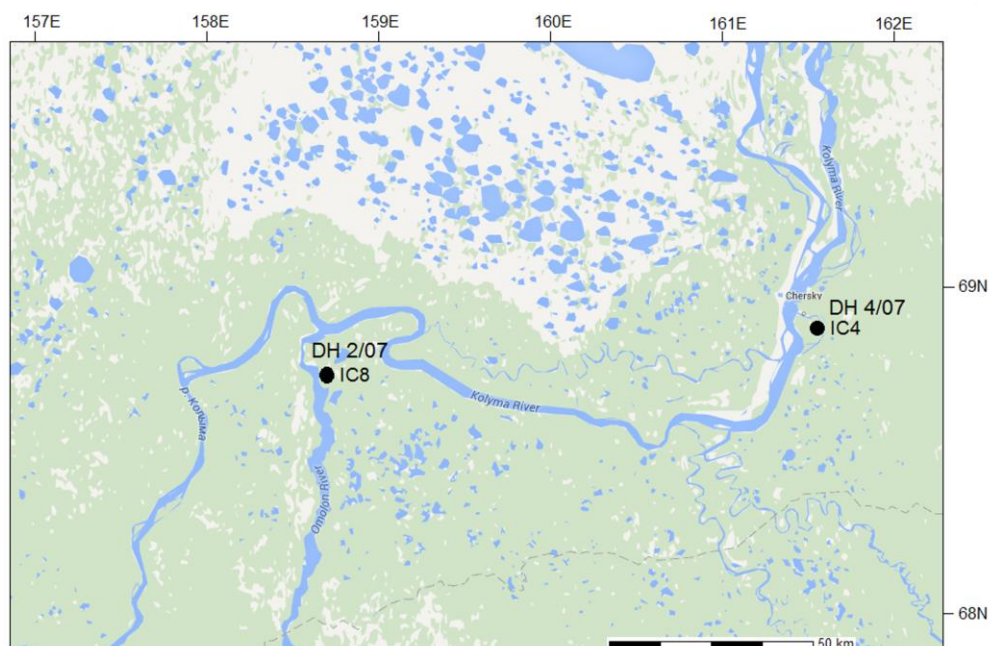 157E 158E 159E 160E 161E 162E
Kolyma River
69N
Chersky
DH 4/07
IC4
DH 2/07
IC8
р. Колыма
Kolyma River
Omolon River
68N
50 km